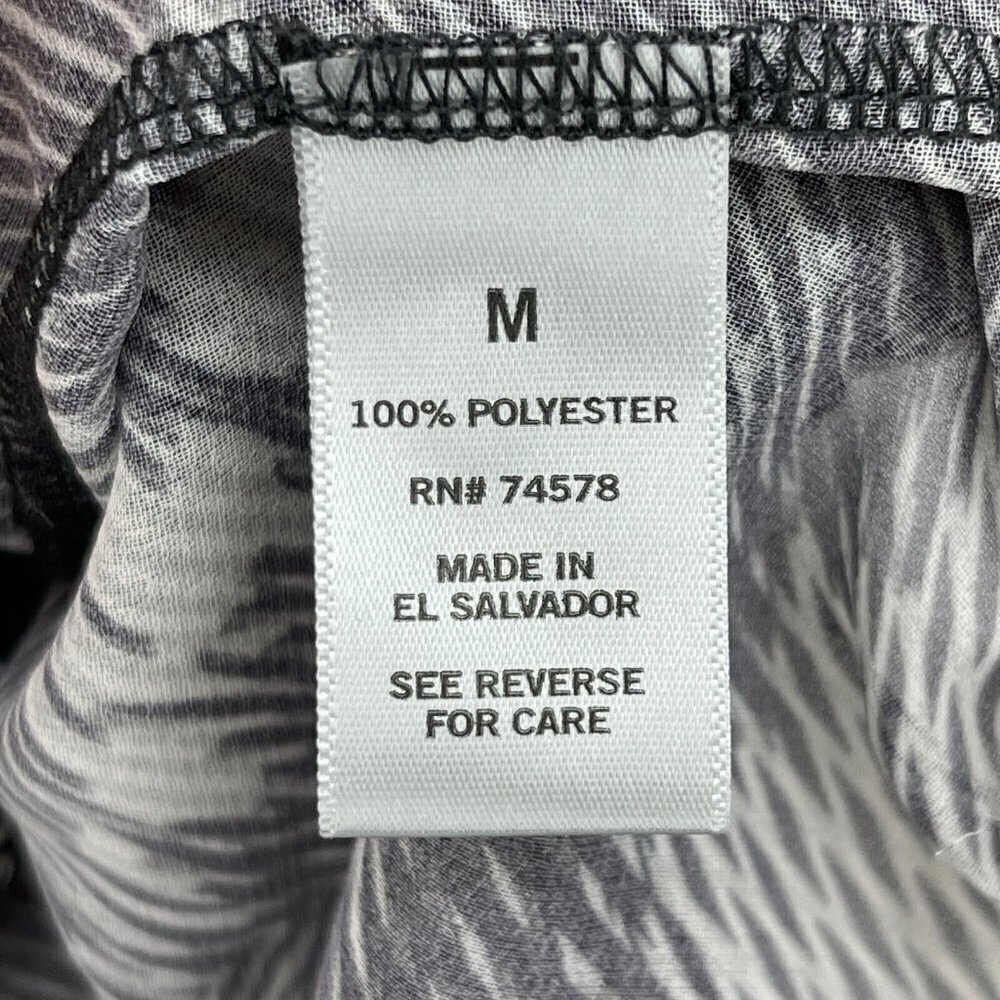 M
100% POLYESTER
RN# 74578
MADE IN
EL SALVADOR
SEE REVERSE
FOR CARE